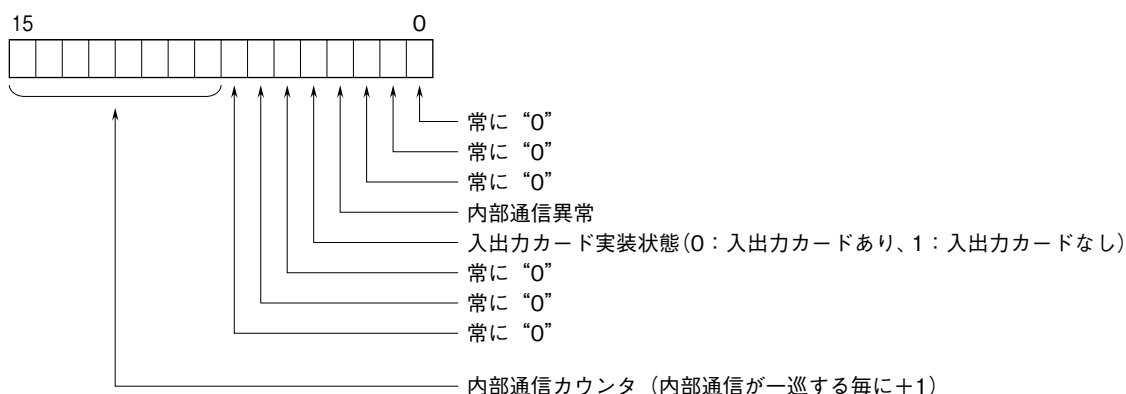 15 0
常に“0”
常に“0”
常に“0”
内部通信異常
入出力カード実装状態(0：入出力カードあり、1：入出力カードなし)
常に“0”
常に“0”
常に“0”
内部通信カウンタ（内部通信が一巡する毎に＋1）